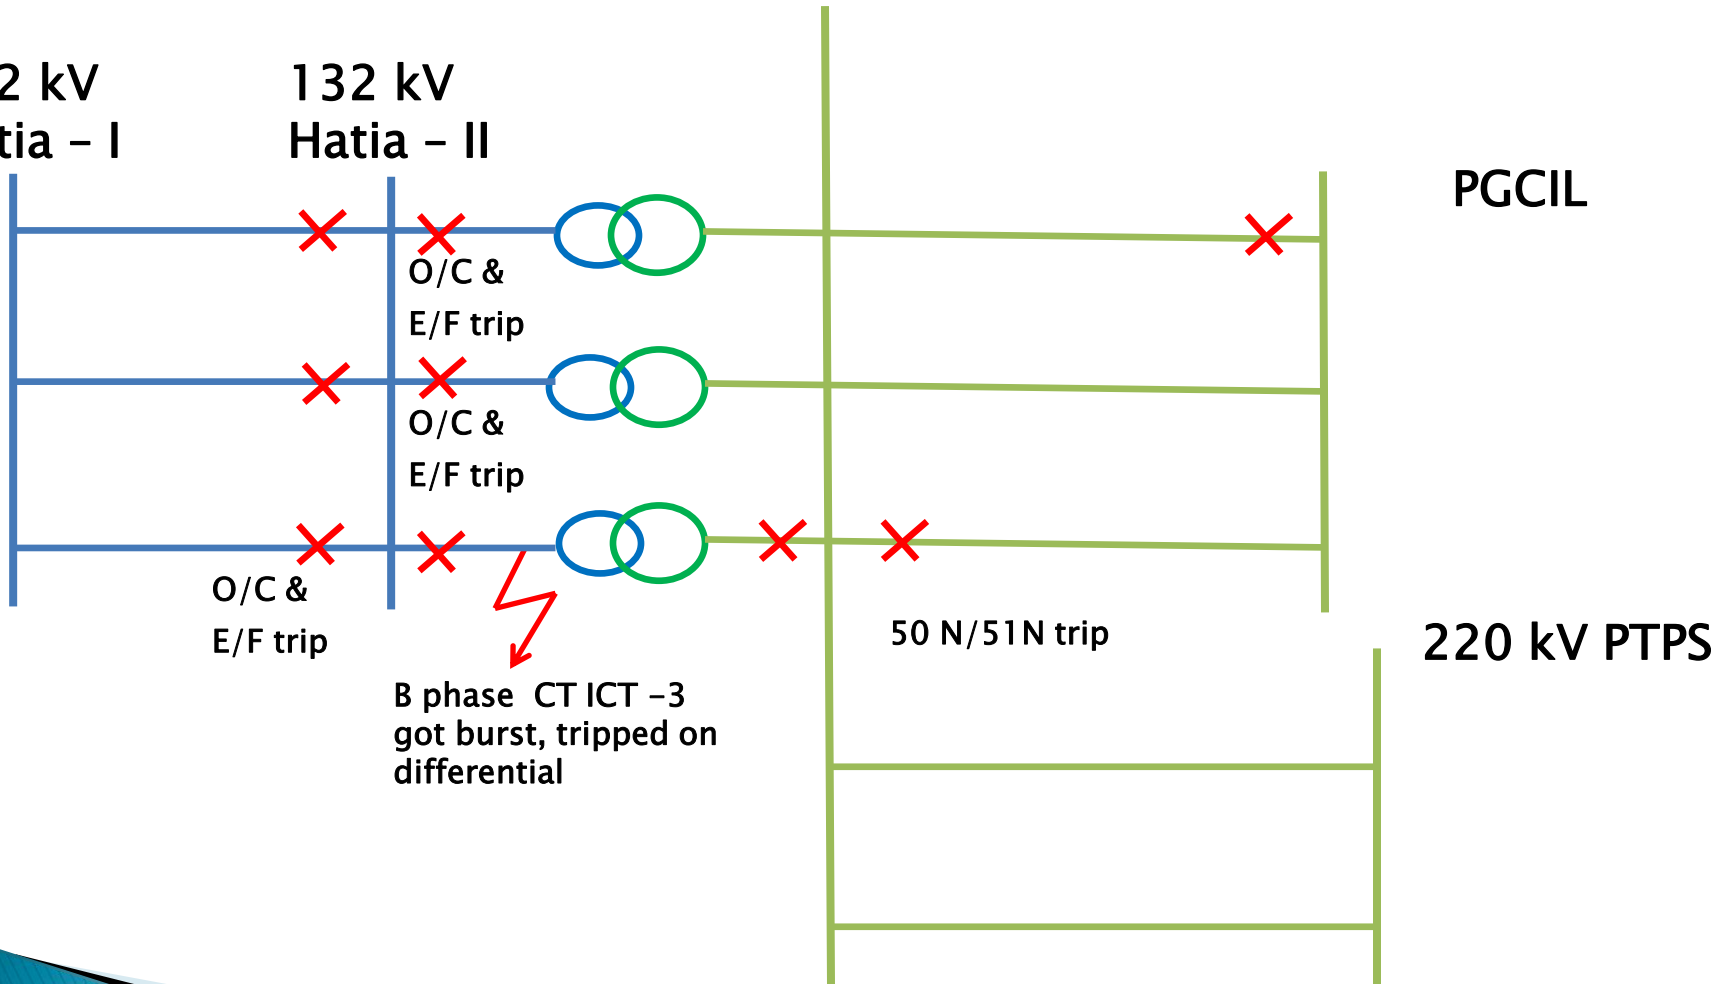 2 kV
tia – I
132 kV
Hatia – II
PGCIL
O/C &
E/F trip
O/C &
E/F trip
O/C &
E/F trip
50 N/51N trip
220 kV PTPS
B phase  CT ICT –3
got burst, tripped on
differential